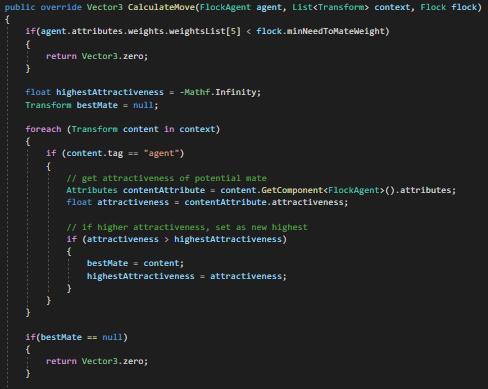 public override Vector3 CalculateMove(FlockAgent agent, List<Transform> context, Flock flock)
{
    if(agent.attributes.weights.weightsList[5] < flock.minNeedToMateWeight)
    {
        return Vector3.zero;
    }

    float highestAttractiveness = -Mathf.Infinity;
    Transform bestMate = null;

    foreach (Transform content in context)
    {
        if (content.tag == "agent")
        {
            // get attractiveness of potential mate
            Attributes contentAttribute = content.GetComponent<FlockAgent>().attributes;
            float attractiveness = contentAttribute.attractiveness;

            // if higher attractiveness, set as new highest
            if (attractiveness > highestAttractiveness)
            {
                bestMate = content;
                highestAttractiveness = attractiveness;
            }
        }
    }

    if(bestMate == null)
    {
        return Vector3.zero;
    }